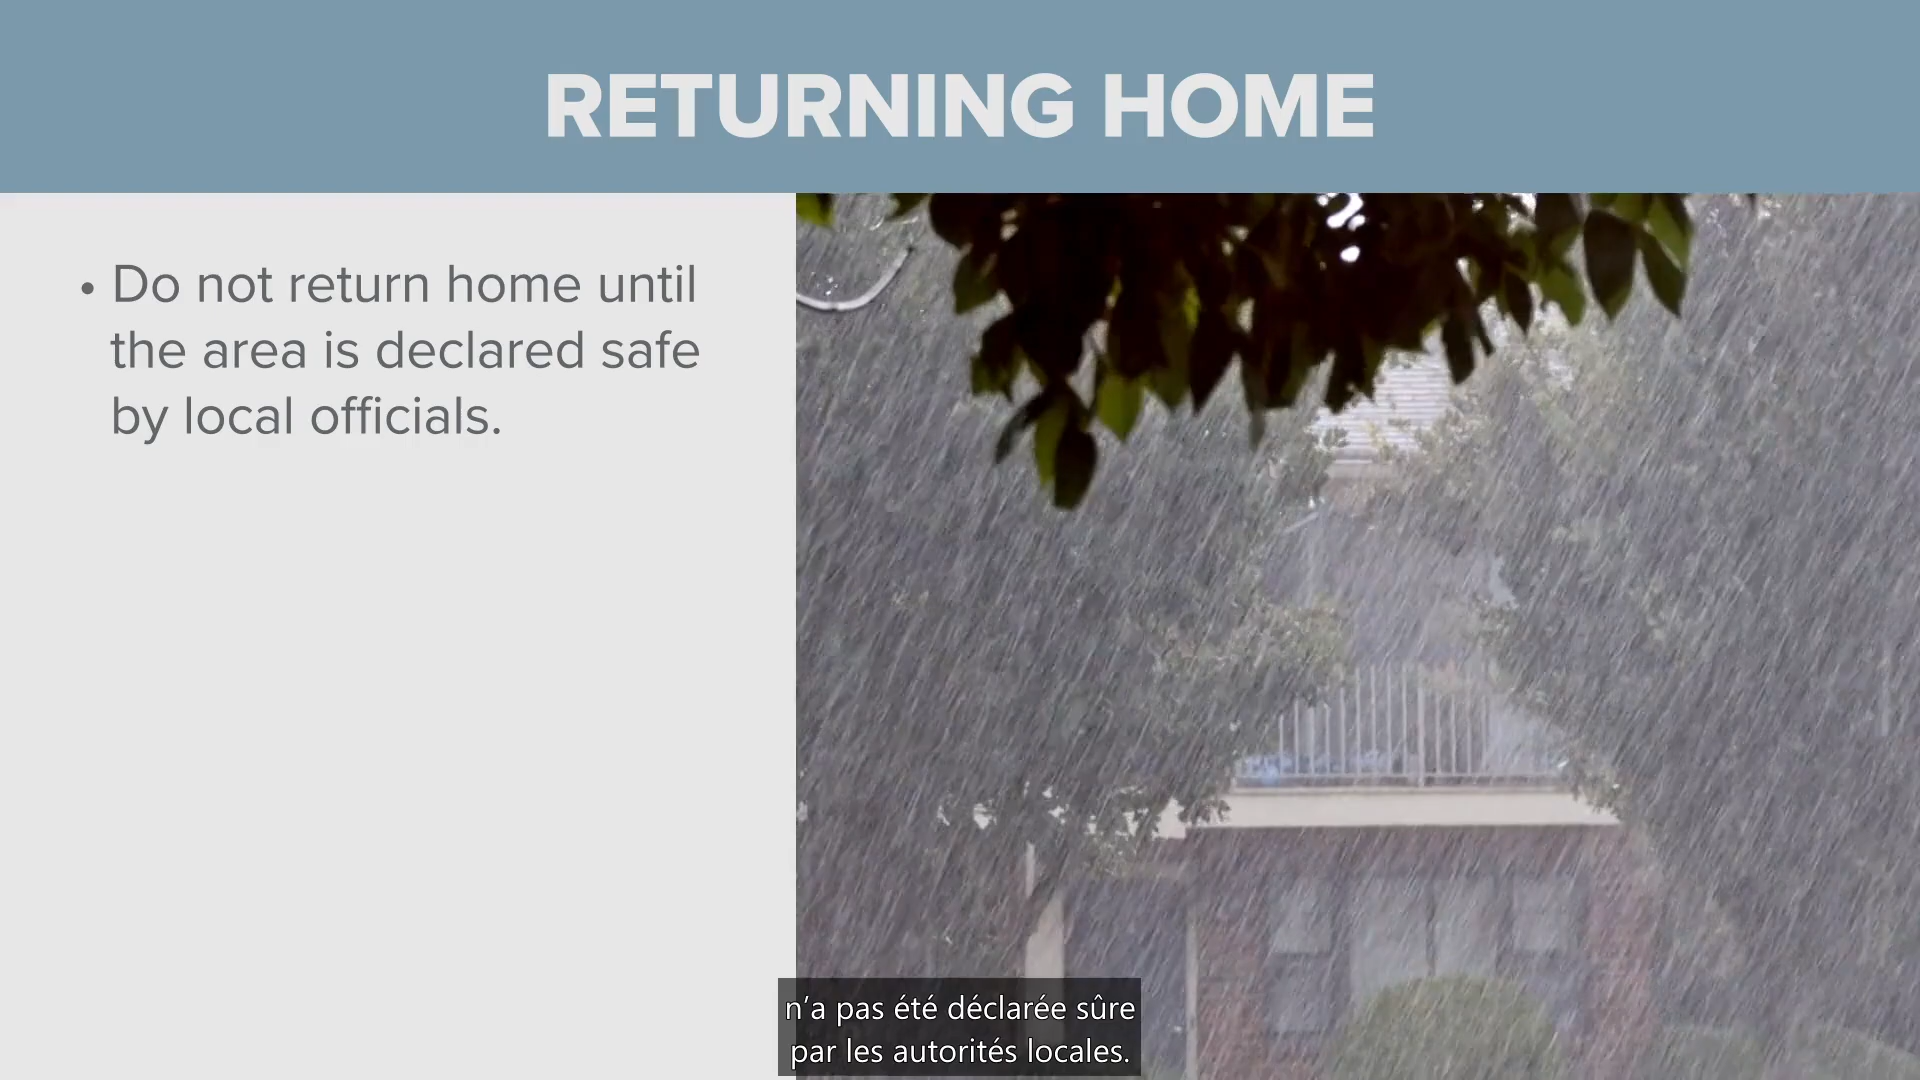 RETURNING HOME
• Do not return home until
the area is declared safe
by local officials.
n’a pas été déclarée sûre
par les autorités locales.